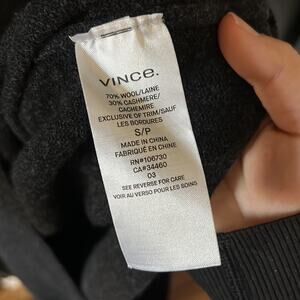 VINCE.
70% WOOL/LAINE
30% CASHMERE/
CACHEMIRE
EXCLUSIVE OF TRIM/SAUF
LES BORDURES
S/P
MADE IN CHINA
FABRIQUÉ EN CHINE
RN#106730
CA#34460
03
SEE REVERSE FOR CARE
VOIR AU VERSO POUR LES SOINS